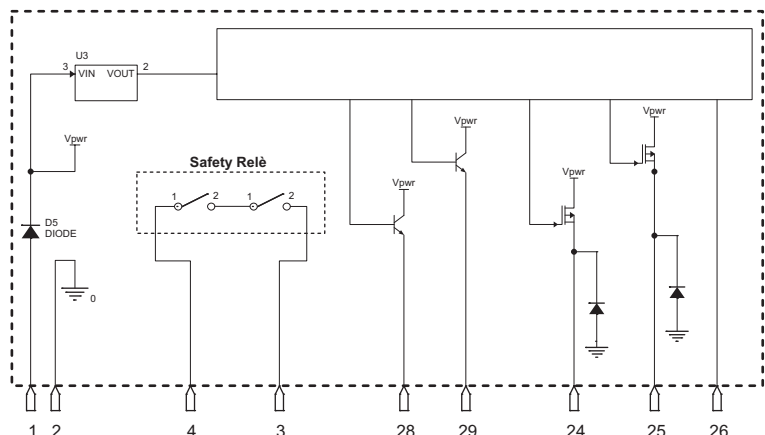 U3
3 VIN VOUT 2
Vpwr
Safety Relè
1 2 1 2
D5
DIODE
0
Vpwr
Vpwr
Vpwr
Vpwr
1 2 4 3 28 29 24 25 26